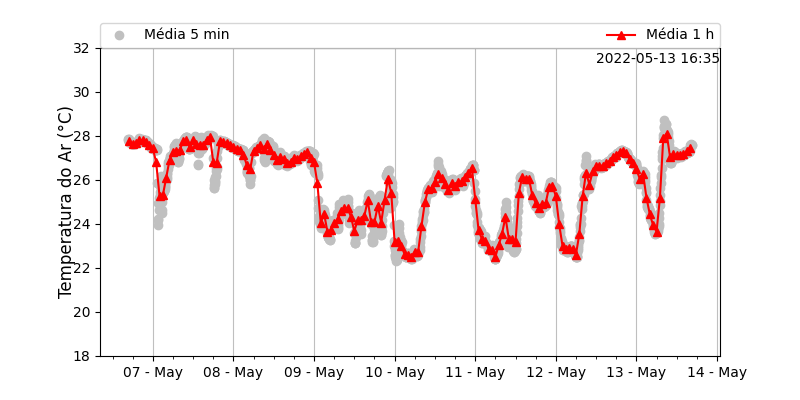 Média 5 min
Média 1 h
2022-05-13 16:35
Temperatura do Ar (°C)
32
30
28
26
24
22
20
18
07 - May
08 - May
09 - May
10 - May
11 - May
12 - May
13 - May
14 - May